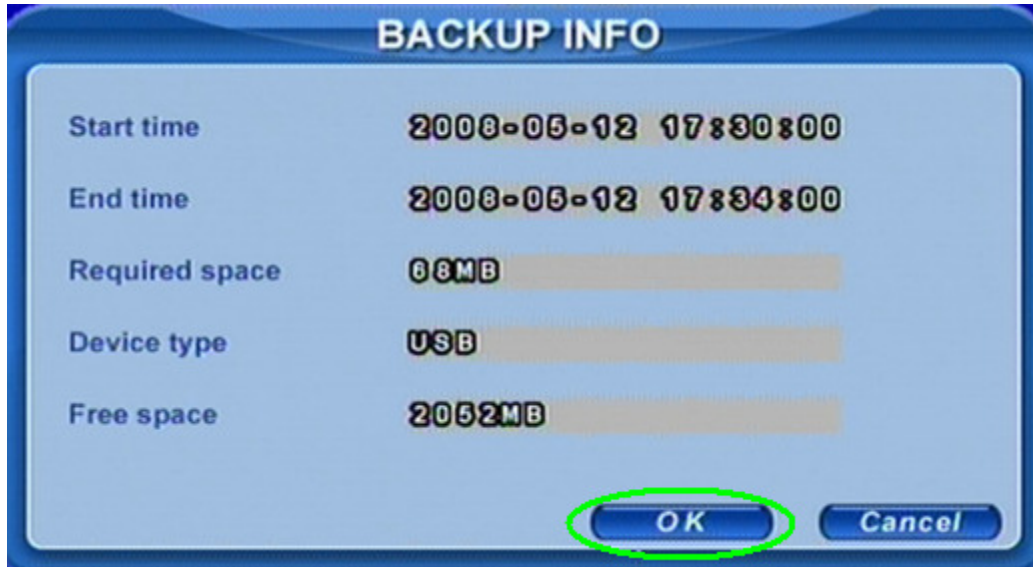 BACKUP INFO
Start time 2008-05-12 17:30:00
End time 2008-05-12 17:34:00
Required space 68MB
Device type USB
Free space 2052MB
OK Cancel